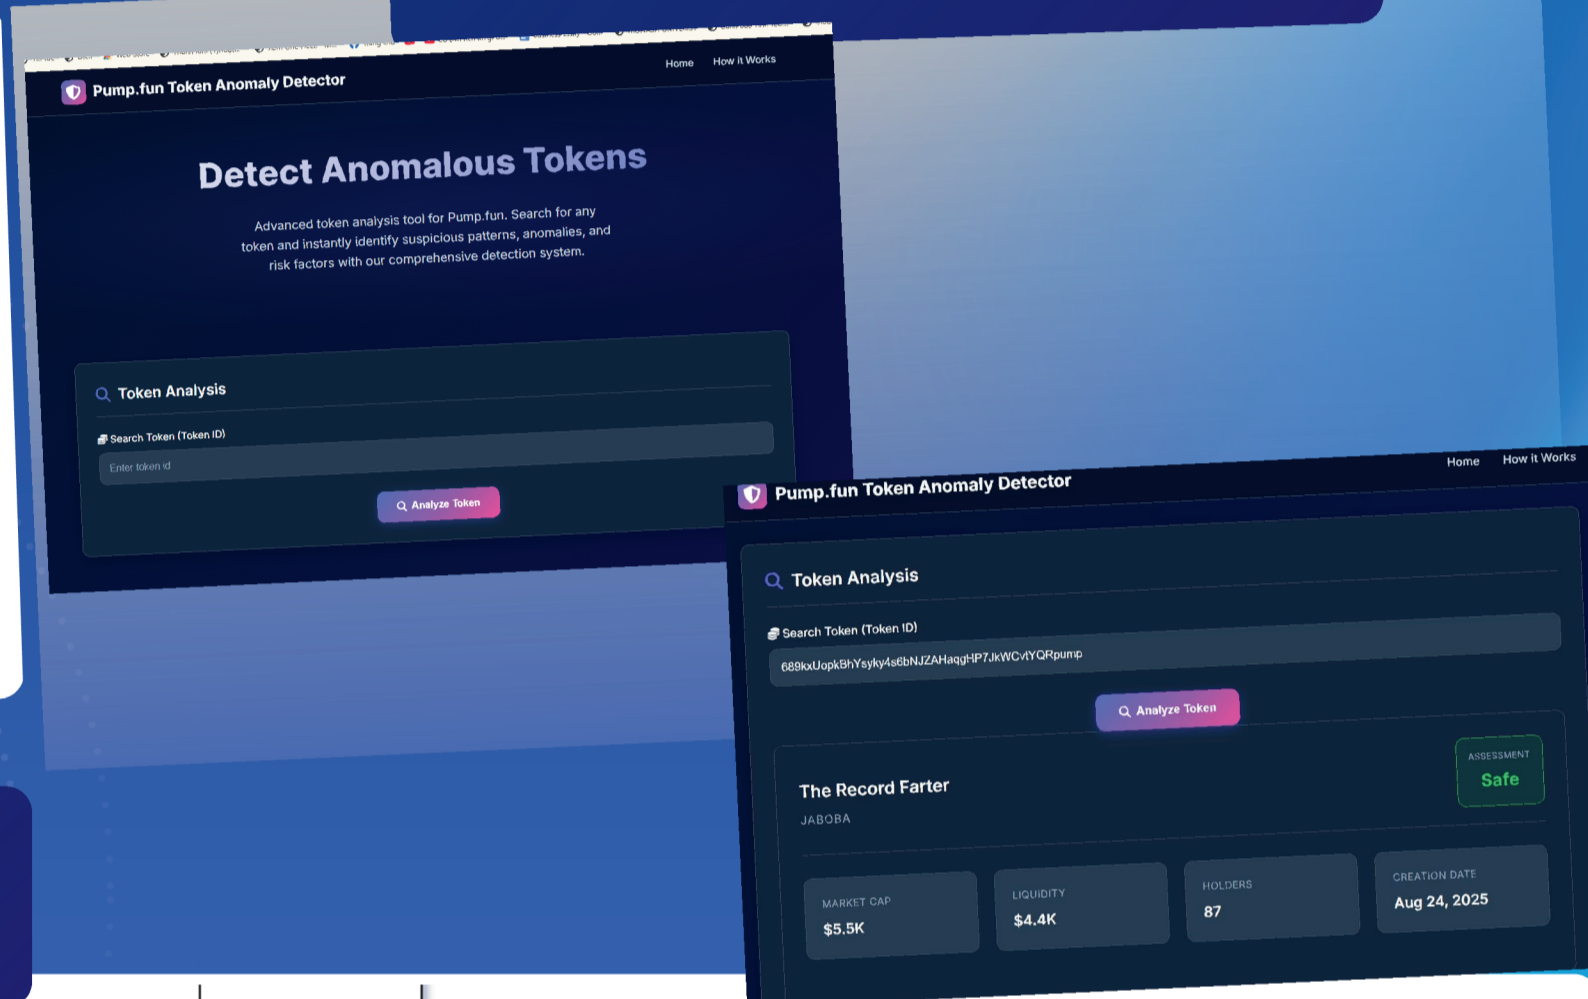 Pump.fun Token Anomaly Detector
Home How it Works
Detect Anomalous Tokens
Advanced token analysis tool for Pump.fun. Search for any
token and instantly identify suspicious patterns, anomalies, and
risk factors with our comprehensive detection system.
Token Analysis
Search Token (Token ID)
Enter token id
Analyze Token
Pump.fun Token Anomaly Detector
Home How it Works
Token Analysis
Search Token (Token ID)
689kxUopkBhYsyky4s6bNJZAHaqgHP7JkWCvtYQRpump
Analyze Token
The Record Farter
JABOBA
ASSESSMENT
Safe
MARKET CAP
$5.5K
LIQUIDITY
$4.4K
HOLDERS
87
CREATION DATE
Aug 24, 2025